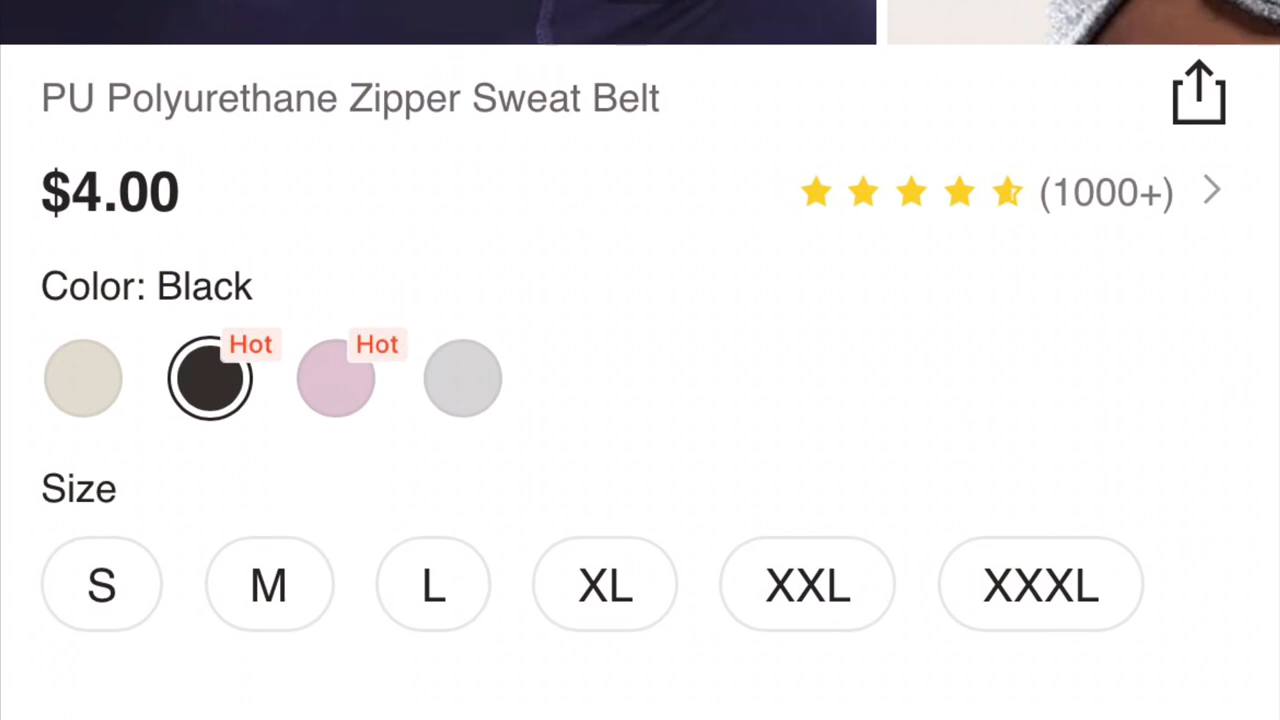 PU Polyurethane Zipper Sweat Belt
$4.00
(1000+)
Color: Black
Hot
Hot
Size
S M L XL XXL XXXL